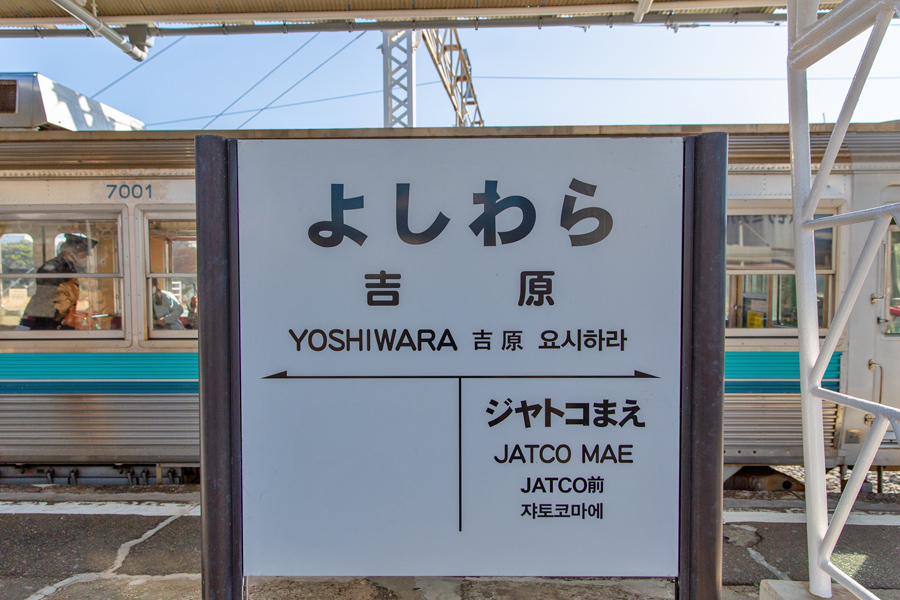 7001
よしわら
吉原
YOSHIWARA 吉原 요시하라
ジヤトコまえ
JATCO MAE
JATCO前
쟈토코마에